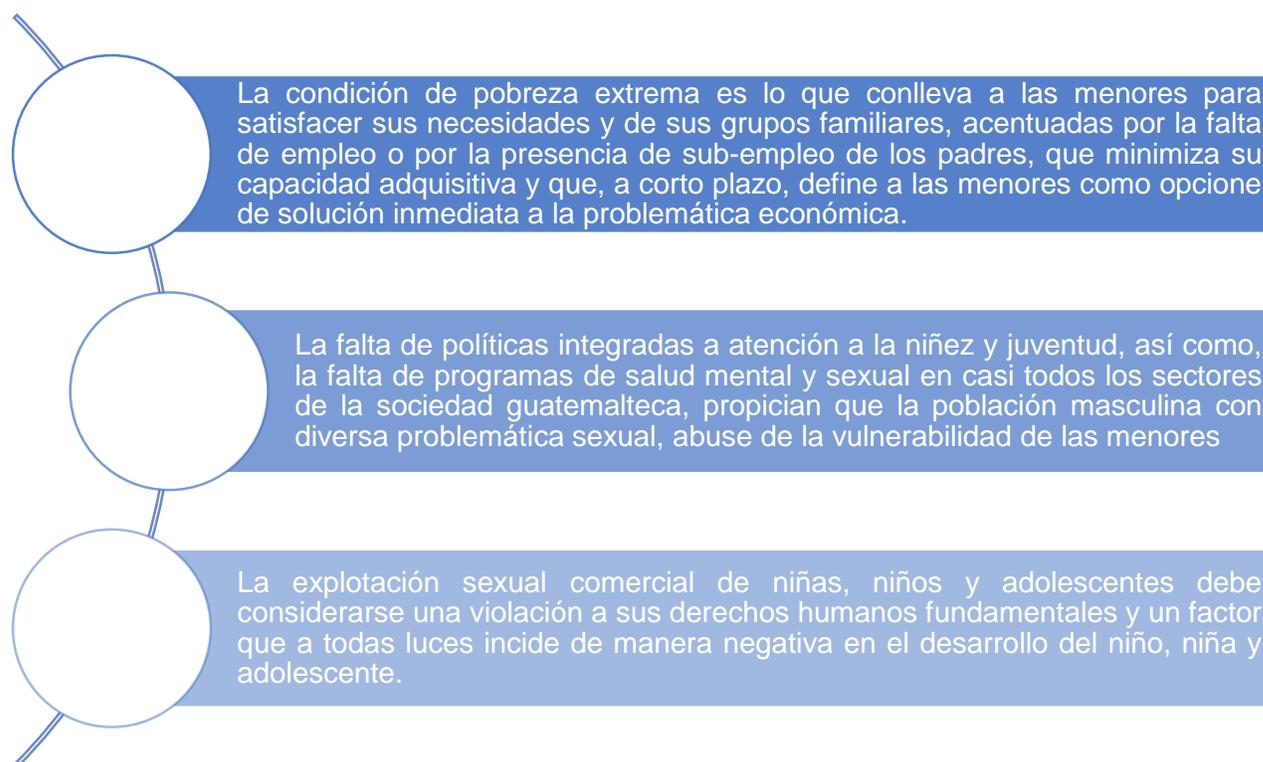 La condición de pobreza extrema es lo que conlleva a las menores para
satisfacer sus necesidades y de sus grupos familiares, acentuadas por la falta
de empleo o por la presencia de sub-empleo de los padres, que minimiza su
capacidad adquisitiva y que, a corto plazo, define a las menores como opcione
de solución inmediata a la problemática económica.
La falta de políticas integradas a atención a la niñez y juventud, así como,
la falta de programas de salud mental y sexual en casi todos los sectores
de la sociedad guatemalteca, propician que la población masculina con
diversa problemática sexual, abuse de la vulnerabilidad de las menores
La explotación sexual comercial de niñas, niños y adolescentes debe
considerarse una violación a sus derechos humanos fundamentales y un factor
que a todas luces incide de manera negativa en el desarrollo del niño, niña y
adolescente.